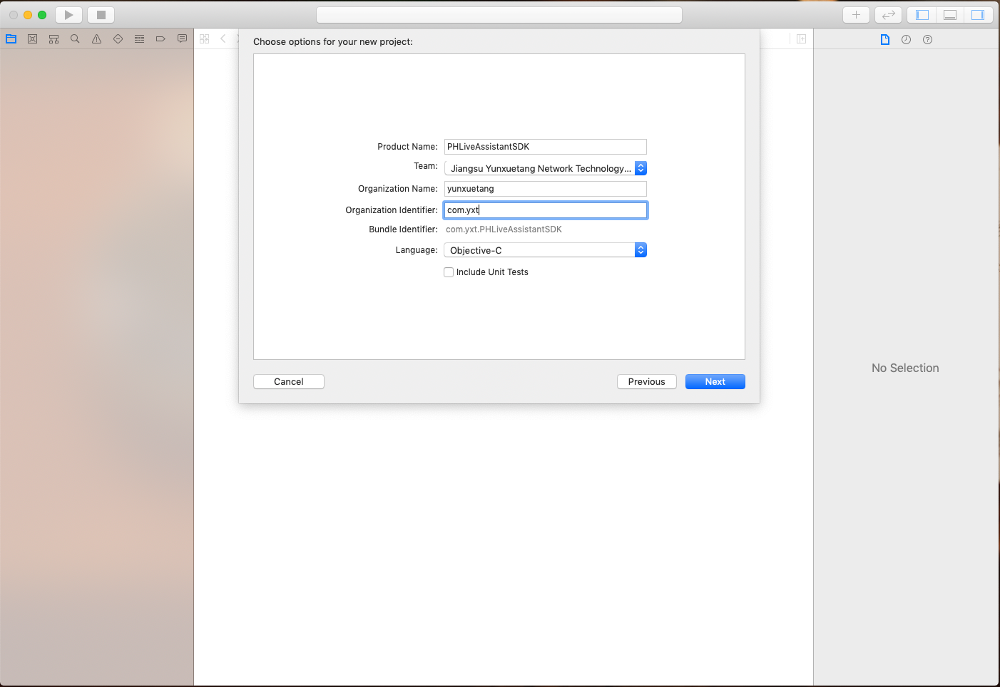 Choose options for your new project:
Product Name: PHLiveAssistantSDK
Team: Jiangsu Yunxuetang Network Technology...
Organization Name: yunxuetang
Organization Identifier: com.yxt
Bundle Identifier: com.yxt.PHLiveAssistantSDK
Language: Objective-C
Include Unit Tests
No Selection
Cancel
Previous
Next